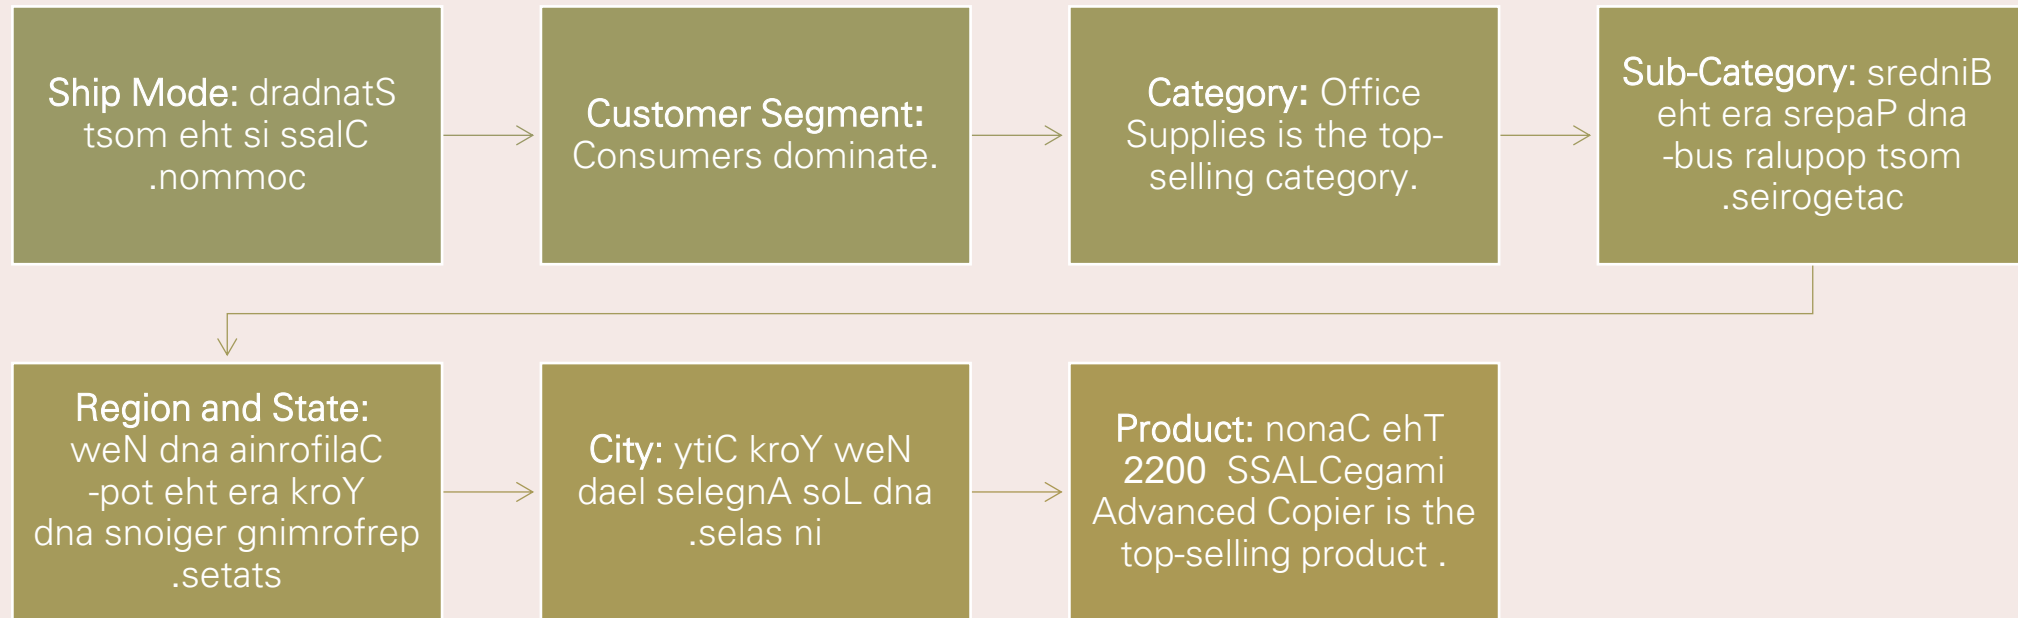 Ship Mode: dradnatS
tsom eht si ssalC
.nommoc
Customer Segment:
Consumers dominate.
Category: Office
Supplies is the top-
selling category.
Sub-Category: sredniB
eht era srepaP dna
-bus ralupop tsom
.seirogetac
Region and State:
weN dna ainrofilaC
-pot eht era kroY
dna snoiger gnimrofrep
.setats
City: ytiC kroY weN
dael selegnA soL dna
.selas ni
Product: nonaC ehT
2200 SSALCegami
Advanced Copier is the
top-selling product .